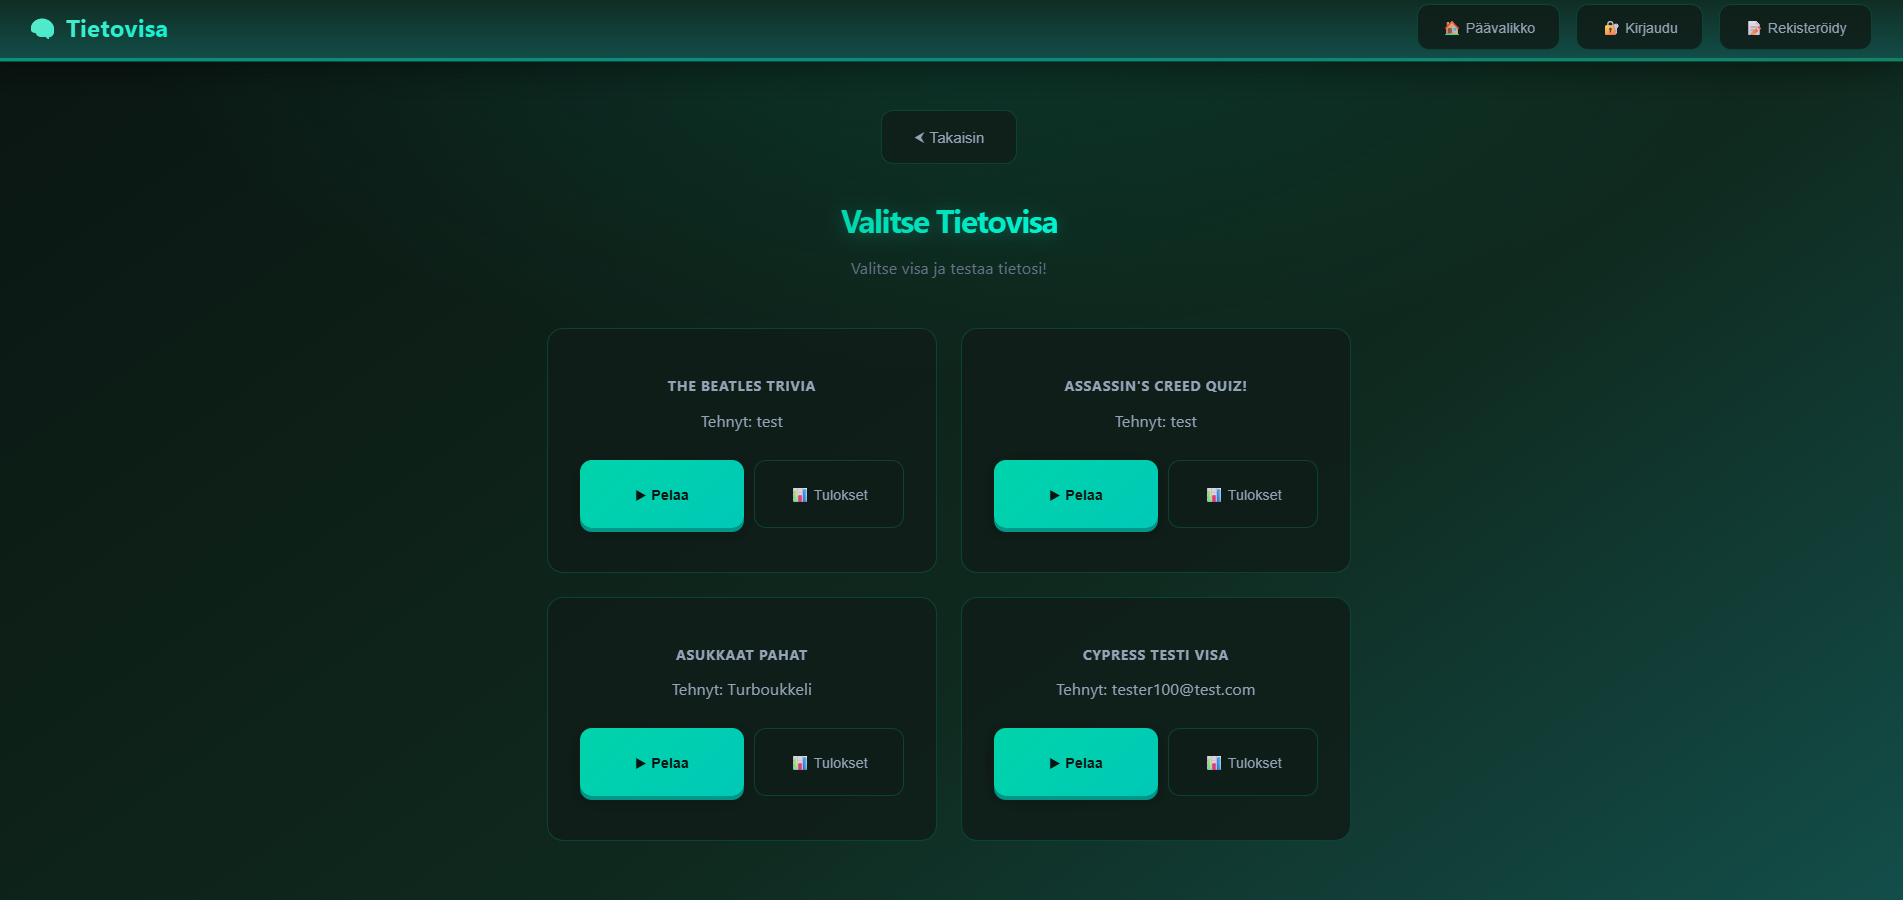 Tietovisa
Päävalikko
Kirjaudu
Rekisteröidy
Takaisin
Valitse Tietovisa
Valitse visa ja testaa tietosi!
THE BEATLES TRIVIA
Tehnyt: test
Pelaa
Tulokset
ASSASSIN'S CREED QUIZ!
Tehnyt: test
Pelaa
Tulokset
ASUKKAAT PAHAT
Tehnyt: Turboukkeli
Pelaa
Tulokset
CYPRESS TESTI VISA
Tehnyt: tester100@test.com
Pelaa
Tulokset